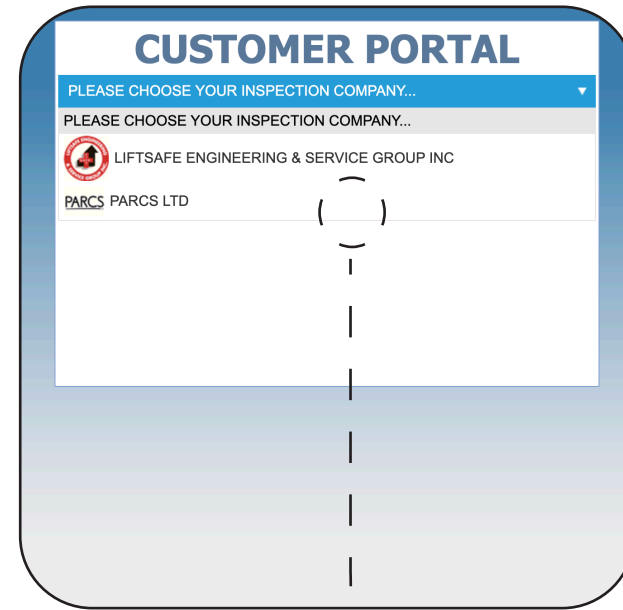 CUSTOMER PORTAL
PLEASE CHOOSE YOUR INSPECTION COMPANY...
PLEASE CHOOSE YOUR INSPECTION COMPANY...
LIFTSAFE ENGINEERING & SERVICE GROUP INC
PARCS PARCS LTD